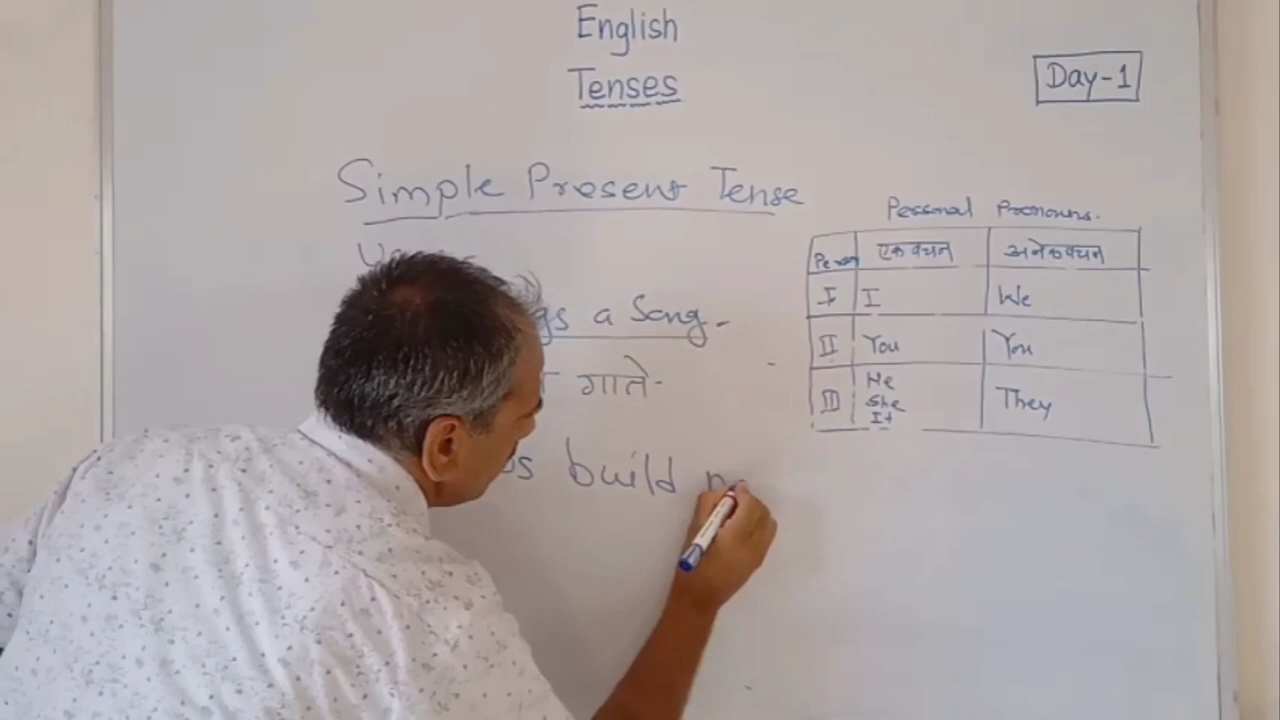 English
Tenses
Day-1
Simple Present Tense
a Song.
गाते-
build
Personal Pronouns.
Person एकवचन अनेकवचन
I I We
II You You
III He They
She
It